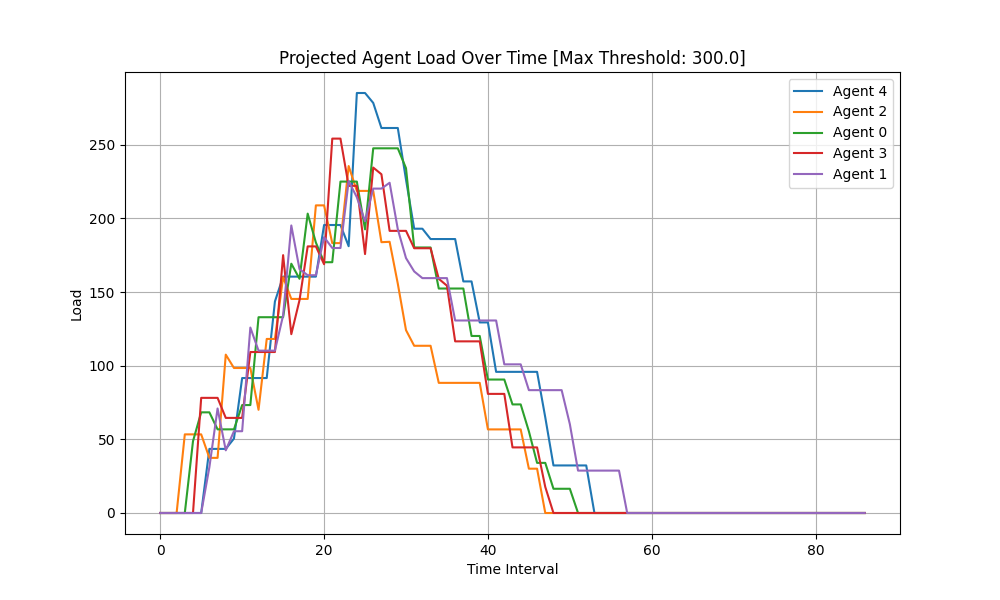 Projected Agent Load Over Time [Max Threshold: 300.0]
Agent 4
Agent 2
Agent 0
Agent 3
Agent 1
Load
250
200
150
100
50
0
0 20 40 60 80
Time Interval